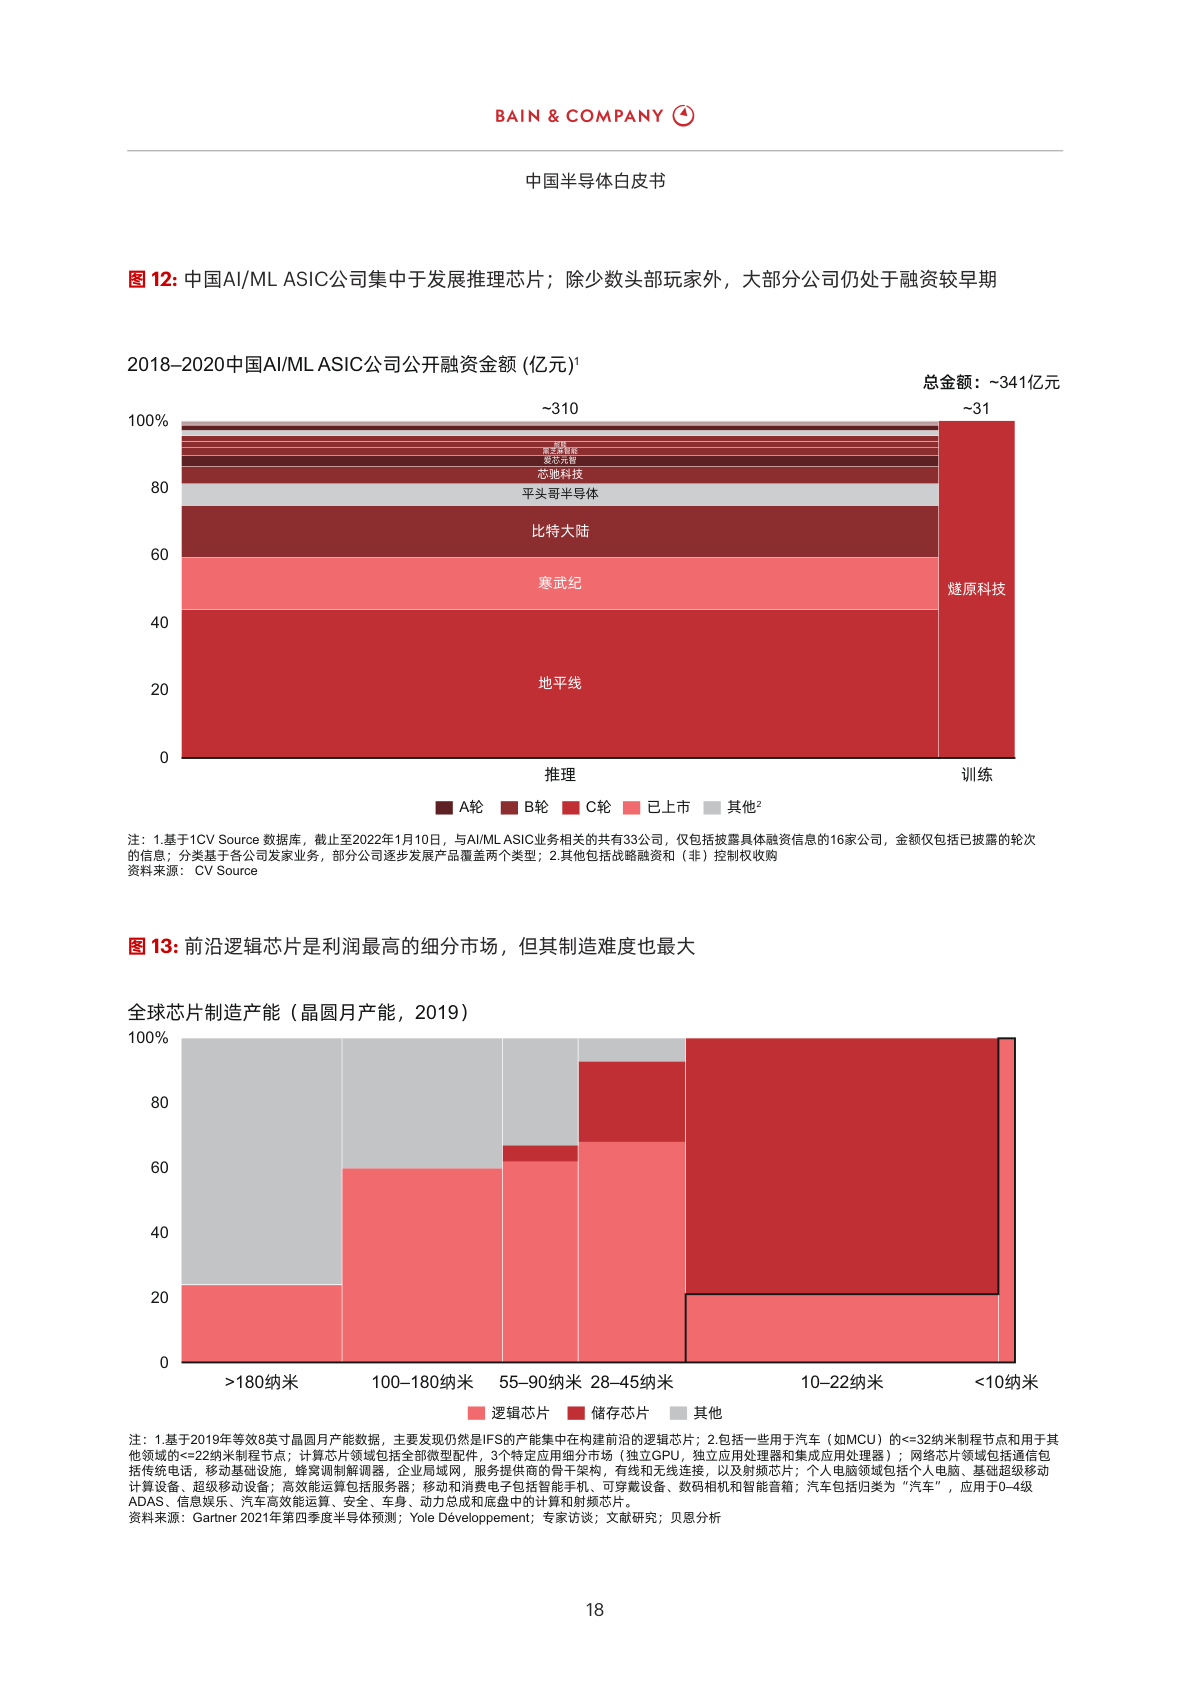 BAIN & COMPANY
中国半导体白皮书
图 12: 中国AI/ML ASIC公司集中于发展推理芯片；除少数头部玩家外，大部分公司仍处于融资较早期
2018–2020中国AI/ML ASIC公司公开融资金额 (亿元)¹
总金额：~341亿元
~310
~31
100%
黑芝麻智能
爱芯元智
芯驰科技
80
平头哥半导体
比特大陆
60
寒武纪
燧原科技
40
地平线
20
0
推理
训练
A轮 B轮 C轮 已上市 其他²
注：1.基于1CV Source 数据库，截止至2022年1月10日，与AI/ML ASIC业务相关的共有33公司，仅包括披露具体融资信息的16家公司，金额仅包括已披露的轮次
的信息；分类基于各公司发家业务，部分公司逐步发展产品覆盖两个类型；2.其他包括战略融资和（非）控制权收购
资料来源： CV Source
图 13: 前沿逻辑芯片是利润最高的细分市场，但其制造难度也最大
全球芯片制造产能（晶圆月产能，2019）
100%
80
60
40
20
0
>180纳米 100–180纳米 55–90纳米 28–45纳米 10–22纳米 <10纳米
逻辑芯片 储存芯片 其他
注：1.基于2019年等效8英寸晶圆月产能数据，主要发现仍然是IFS的产能集中在构建前沿的逻辑芯片；2.包括一些用于汽车（如MCU）的<=32纳米制程节点和用于其
他领域的<=22纳米制程节点；计算芯片领域包括全部微型配件，3个特定应用细分市场（独立GPU，独立应用处理器和集成应用处理器）；网络芯片领域包括通信包
括传统电话，移动基础设施，蜂窝调制解调器，企业局域网，服务提供商的骨干架构，有线和无线连接，以及射频芯片；个人电脑领域包括个人电脑、基础超级移动
计算设备、超级移动设备；高效能运算包括服务器；移动和消费电子包括智能手机、可穿戴设备、数码相机和智能音箱；汽车包括归类为“汽车”，应用于0–4级
ADAS、信息娱乐、汽车高效能运算、安全、车身、动力总成和底盘中的计算和射频芯片。
资料来源：Gartner 2021年第四季度半导体预测；Yole Développement；专家访谈；文献研究；贝恩分析
18